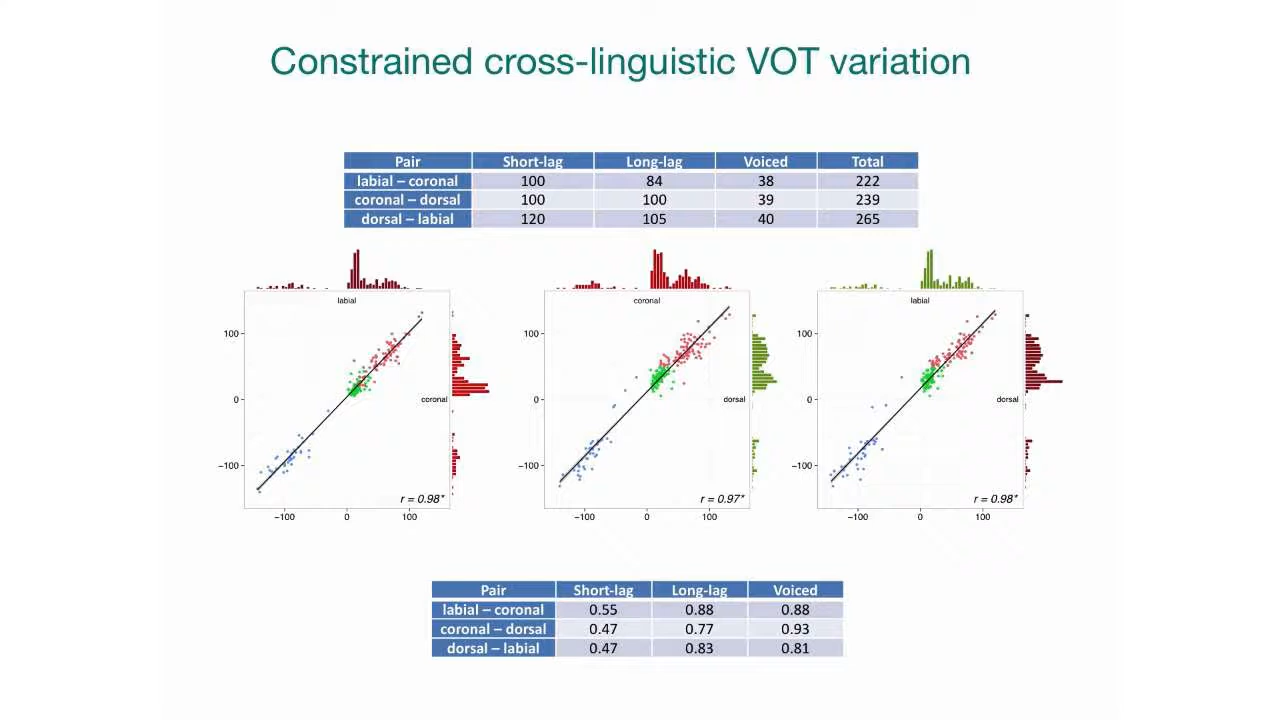 Constrained cross-linguistic VOT variation
Pair Short-lag Long-lag Voiced Total
labial – coronal 100 84 38 222
coronal – dorsal 100 100 39 239
dorsal – labial 120 105 40 265
labial
100
0
−100
coronal
r = 0.98*
−100 0 100
coronal
100
0
−100
dorsal
r = 0.97*
−100 0 100
labial
100
0
−100
dorsal
r = 0.98*
−100 0 100
Pair Short-lag Long-lag Voiced
labial – coronal 0.55 0.88 0.88
coronal – dorsal 0.47 0.77 0.93
dorsal – labial 0.47 0.83 0.81